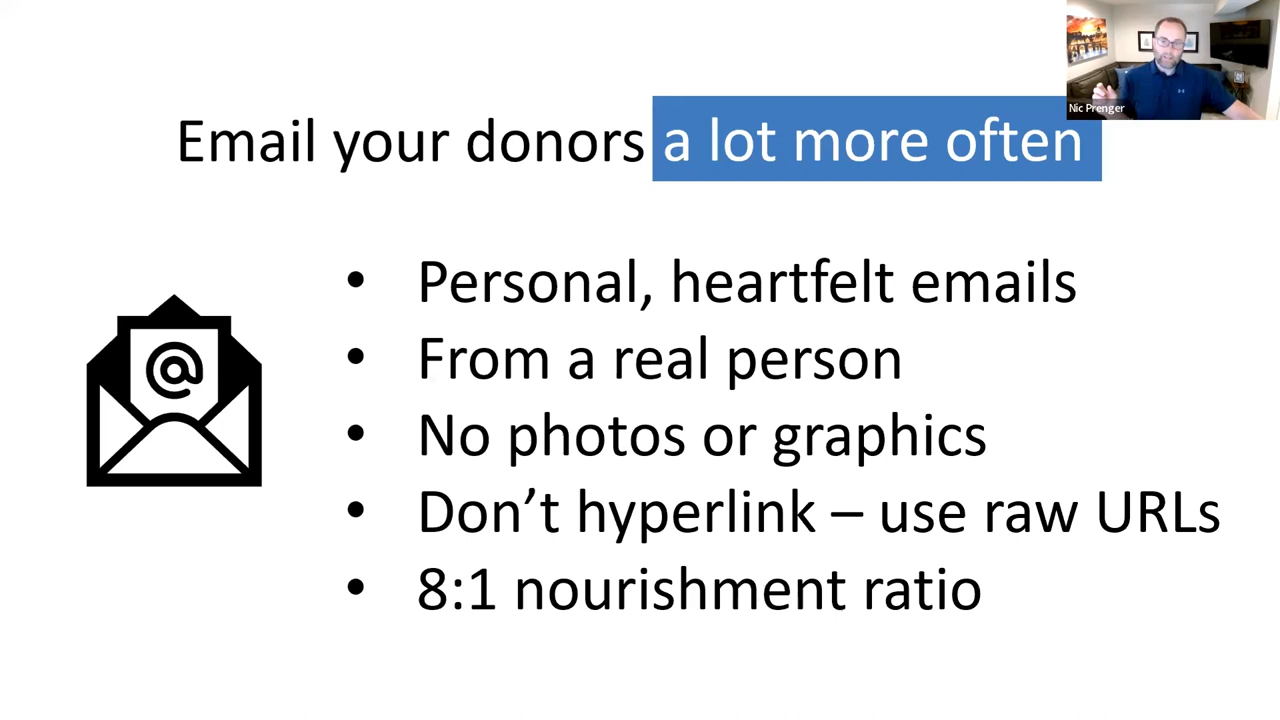 Nic Prenger
Email your donors a lot more often
• Personal, heartfelt emails
• From a real person
• No photos or graphics
• Don’t hyperlink – use raw URLs
• 8:1 nourishment ratio
@